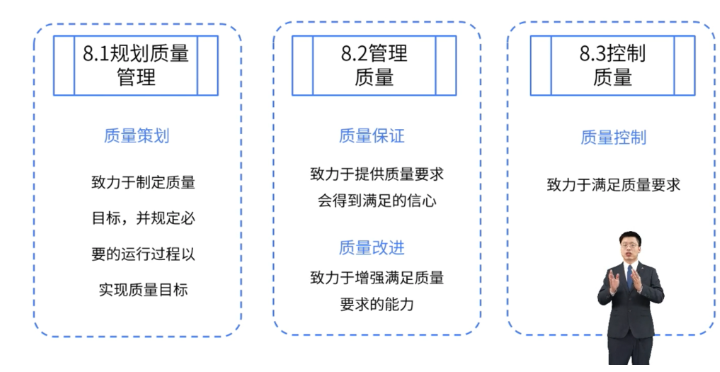 8.1规划质量
管理
质量策划
致力于制定质量
目标，并规定必
要的运行过程以
实现质量目标
8.2管理
质量
质量保证
致力于提供质量要求
会得到满足的信心
质量改进
致力于增强满足质量
要求的能力
8.3控制
质量
质量控制
致力于满足质量要求